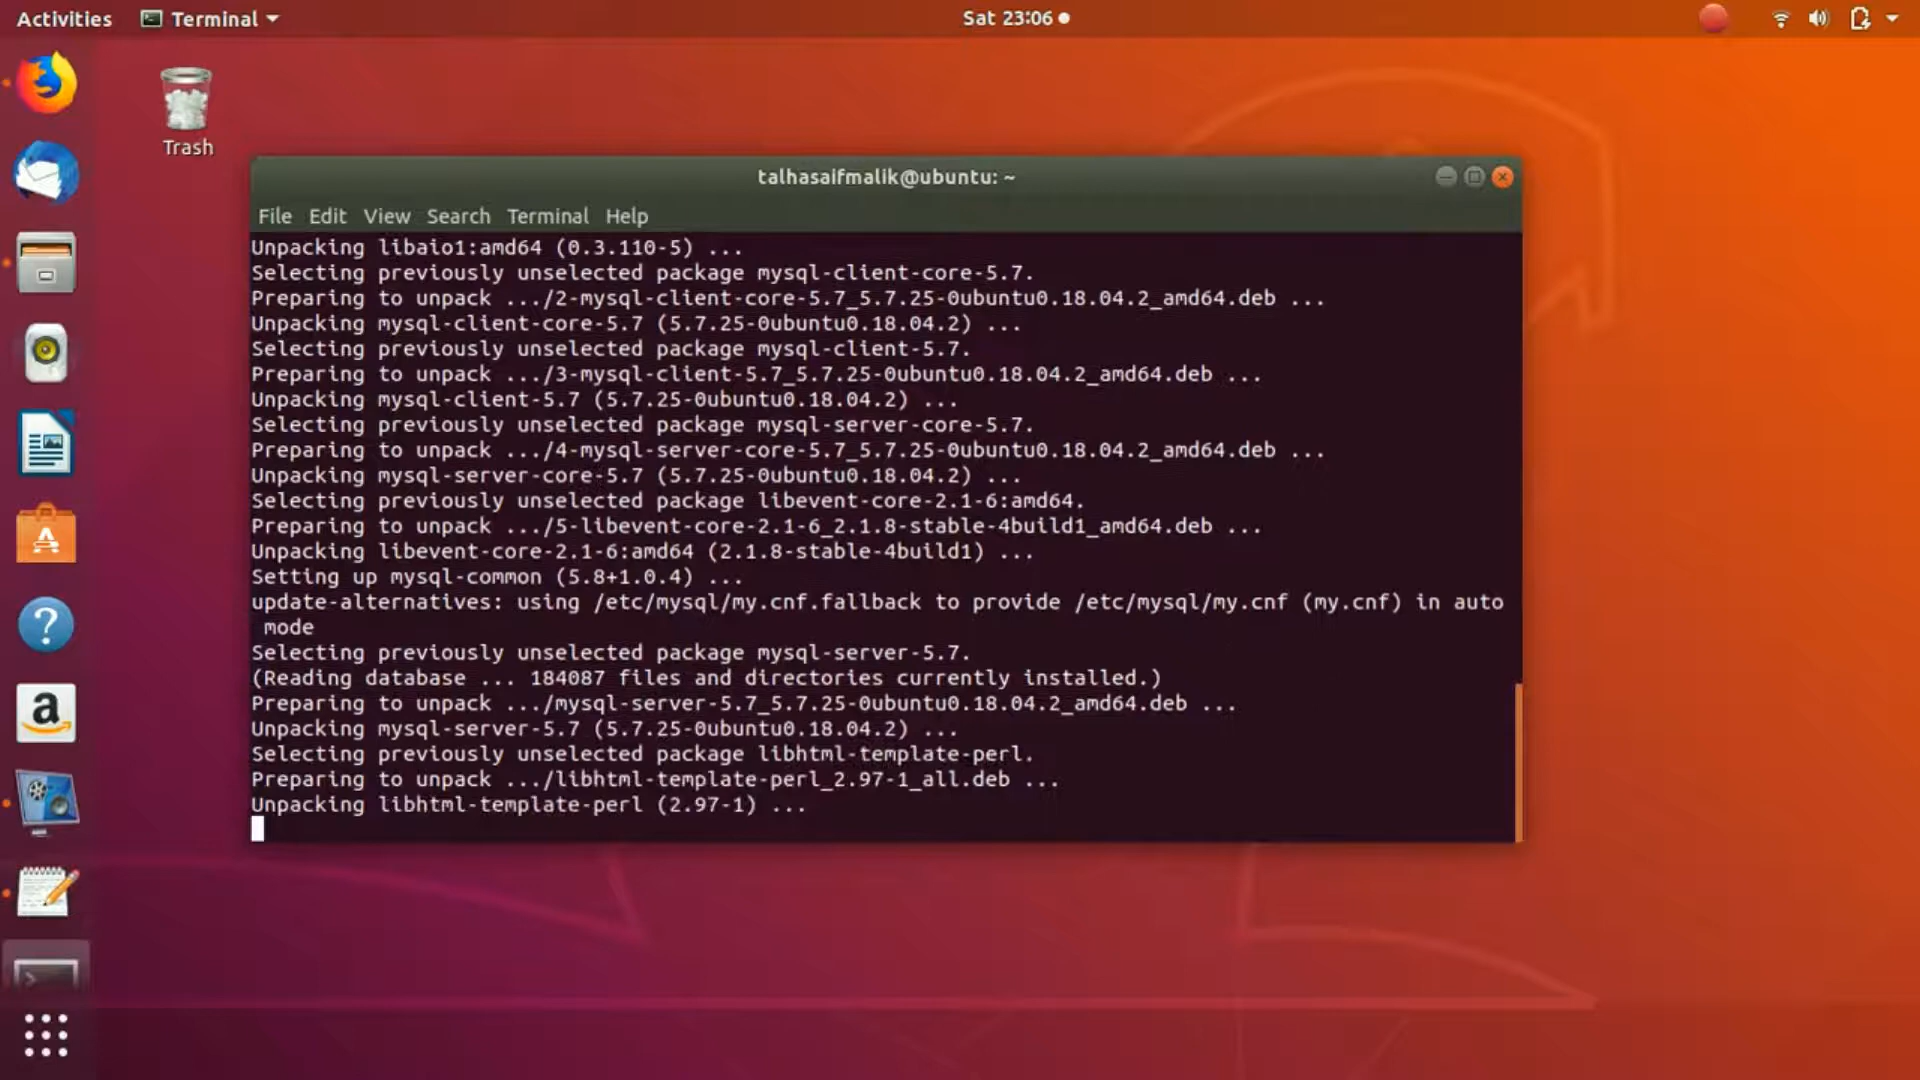 Activities Terminal Sat 23:06
Trash
talhasaifmalik@ubuntu: ~
File Edit View Search Terminal Help
Unpacking libaio1:amd64 (0.3.110-5) ...
Selecting previously unselected package mysql-client-core-5.7.
Preparing to unpack .../2-mysql-client-core-5.7_5.7.25-0ubuntu0.18.04.2_amd64.deb ...
Unpacking mysql-client-core-5.7 (5.7.25-0ubuntu0.18.04.2) ...
Selecting previously unselected package mysql-client-5.7.
Preparing to unpack .../3-mysql-client-5.7_5.7.25-0ubuntu0.18.04.2_amd64.deb ...
Unpacking mysql-client-5.7 (5.7.25-0ubuntu0.18.04.2) ...
Selecting previously unselected package mysql-server-core-5.7.
Preparing to unpack .../4-mysql-server-core-5.7_5.7.25-0ubuntu0.18.04.2_amd64.deb ...
Unpacking mysql-server-core-5.7 (5.7.25-0ubuntu0.18.04.2) ...
Selecting previously unselected package libevent-core-2.1-6:amd64.
Preparing to unpack .../5-libevent-core-2.1-6_2.1.8-stable-4build1_amd64.deb ...
Unpacking libevent-core-2.1-6:amd64 (2.1.8-stable-4build1) ...
Setting up mysql-common (5.8+1.0.4) ...
update-alternatives: using /etc/mysql/my.cnf.fallback to provide /etc/mysql/my.cnf (my.cnf) in auto
mode
Selecting previously unselected package mysql-server-5.7.
(Reading database ... 184087 files and directories currently installed.)
Preparing to unpack .../mysql-server-5.7_5.7.25-0ubuntu0.18.04.2_amd64.deb ...
Unpacking mysql-server-5.7 (5.7.25-0ubuntu0.18.04.2) ...
Selecting previously unselected package libhtml-template-perl.
Preparing to unpack .../libhtml-template-perl_2.97-1_all.deb ...
Unpacking libhtml-template-perl (2.97-1) ...